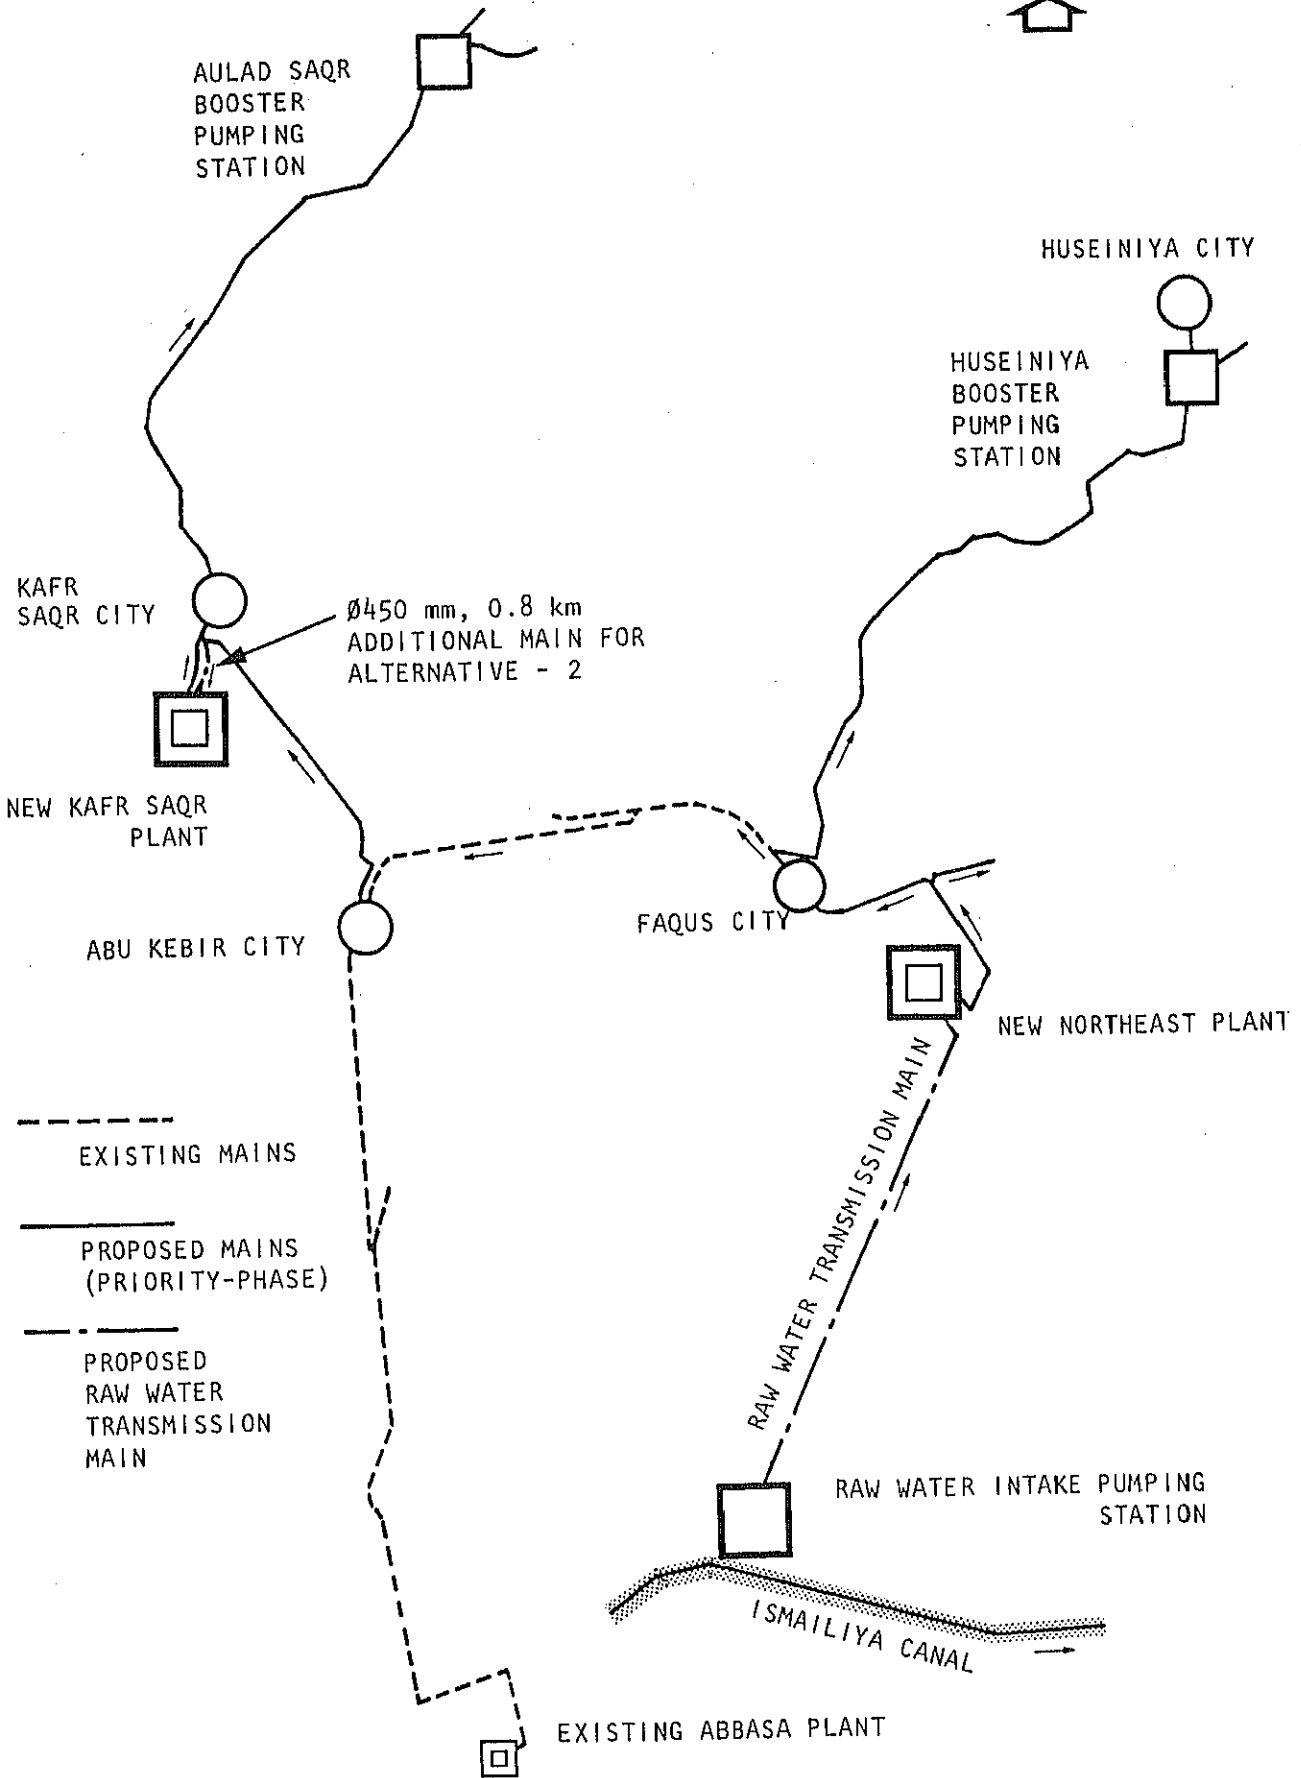 AULAD SAQR
BOOSTER
PUMPING
STATION
HUSEINIYA CITY
HUSEINIYA
BOOSTER
PUMPING
STATION
KAFR
SAQR CITY
Ø450 mm, 0.8 km
ADDITIONAL MAIN FOR
ALTERNATIVE - 2
NEW KAFR SAQR
PLANT
ABU KEBIR CITY
FAQUS CITY
NEW NORTHEAST PLANT
RAW WATER TRANSMISSION MAIN
EXISTING MAINS
PROPOSED MAINS
(PRIORITY-PHASE)
PROPOSED
RAW WATER
TRANSMISSION
MAIN
RAW WATER INTAKE PUMPING
STATION
ISMAILIYA CANAL
EXISTING ABBASA PLANT